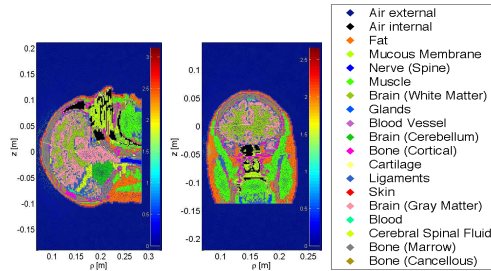 0.2
0.15
0.1
0.05
0
-0.05
-0.1
-0.15
z [m]
0.05
0.1
0.15
0.2
0.25
0.3
ρ [m]
3
2.5
2
1.5
1
0.5
0
0.2
0.15
0.1
0.05
0
-0.05
-0.1
-0.15
-0.2
z [m]
-0.1
0
0.1
ρ [m]
2.5
2
1.5
1
0.5
0
Air external
Air internal
Fat
Mucous Membrane
Nerve (Spine)
Muscle
Brain (White Matter)
Glands
Blood Vessel
Brain (Cerebellum)
Bone (Cortical)
Cartilage
Ligaments
Skin
Brain (Gray Matter)
Blood
Cerebral Spinal Fluid
Bone (Marrow)
Bone (Cancellous)